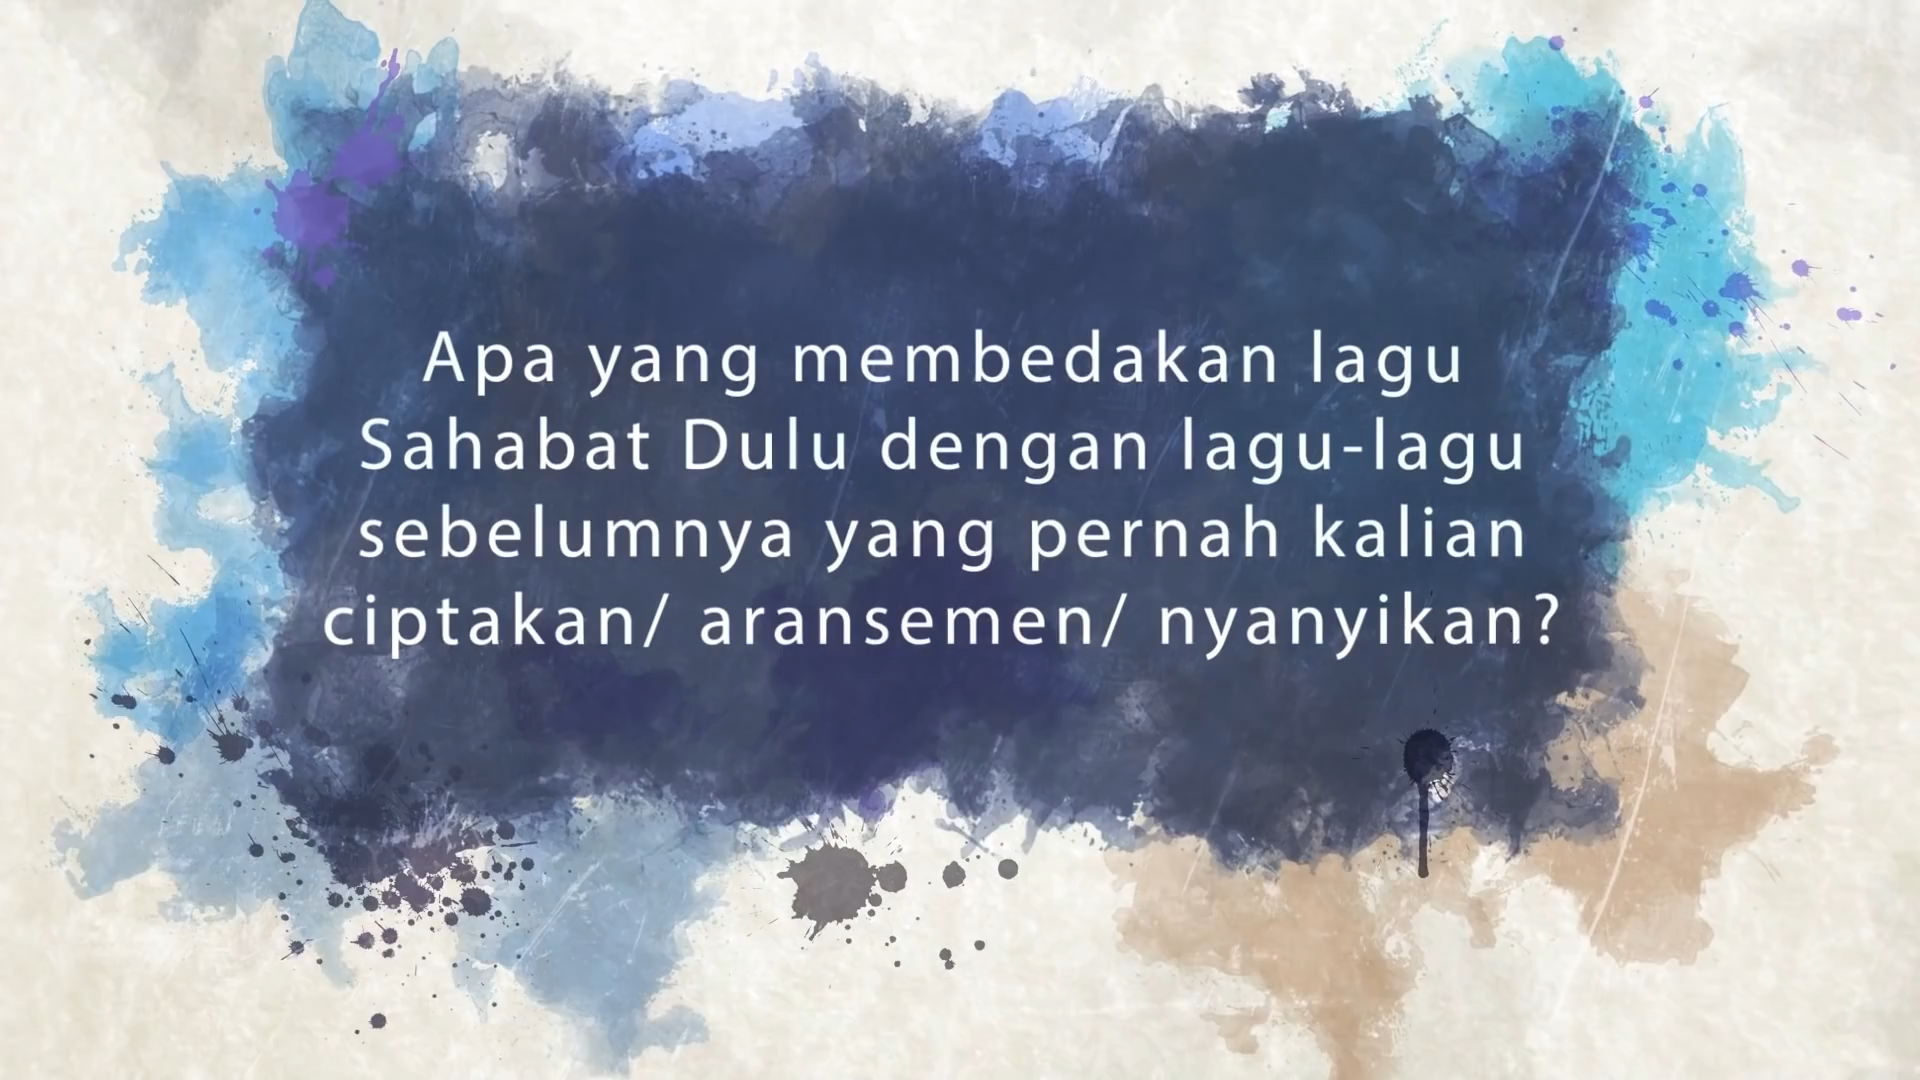 Apa yang membedakan lagu
Sahabat Dulu dengan lagu-lagu
sebelumnya yang pernah kalian
ciptakan/ aransemen/ nyanyikan?